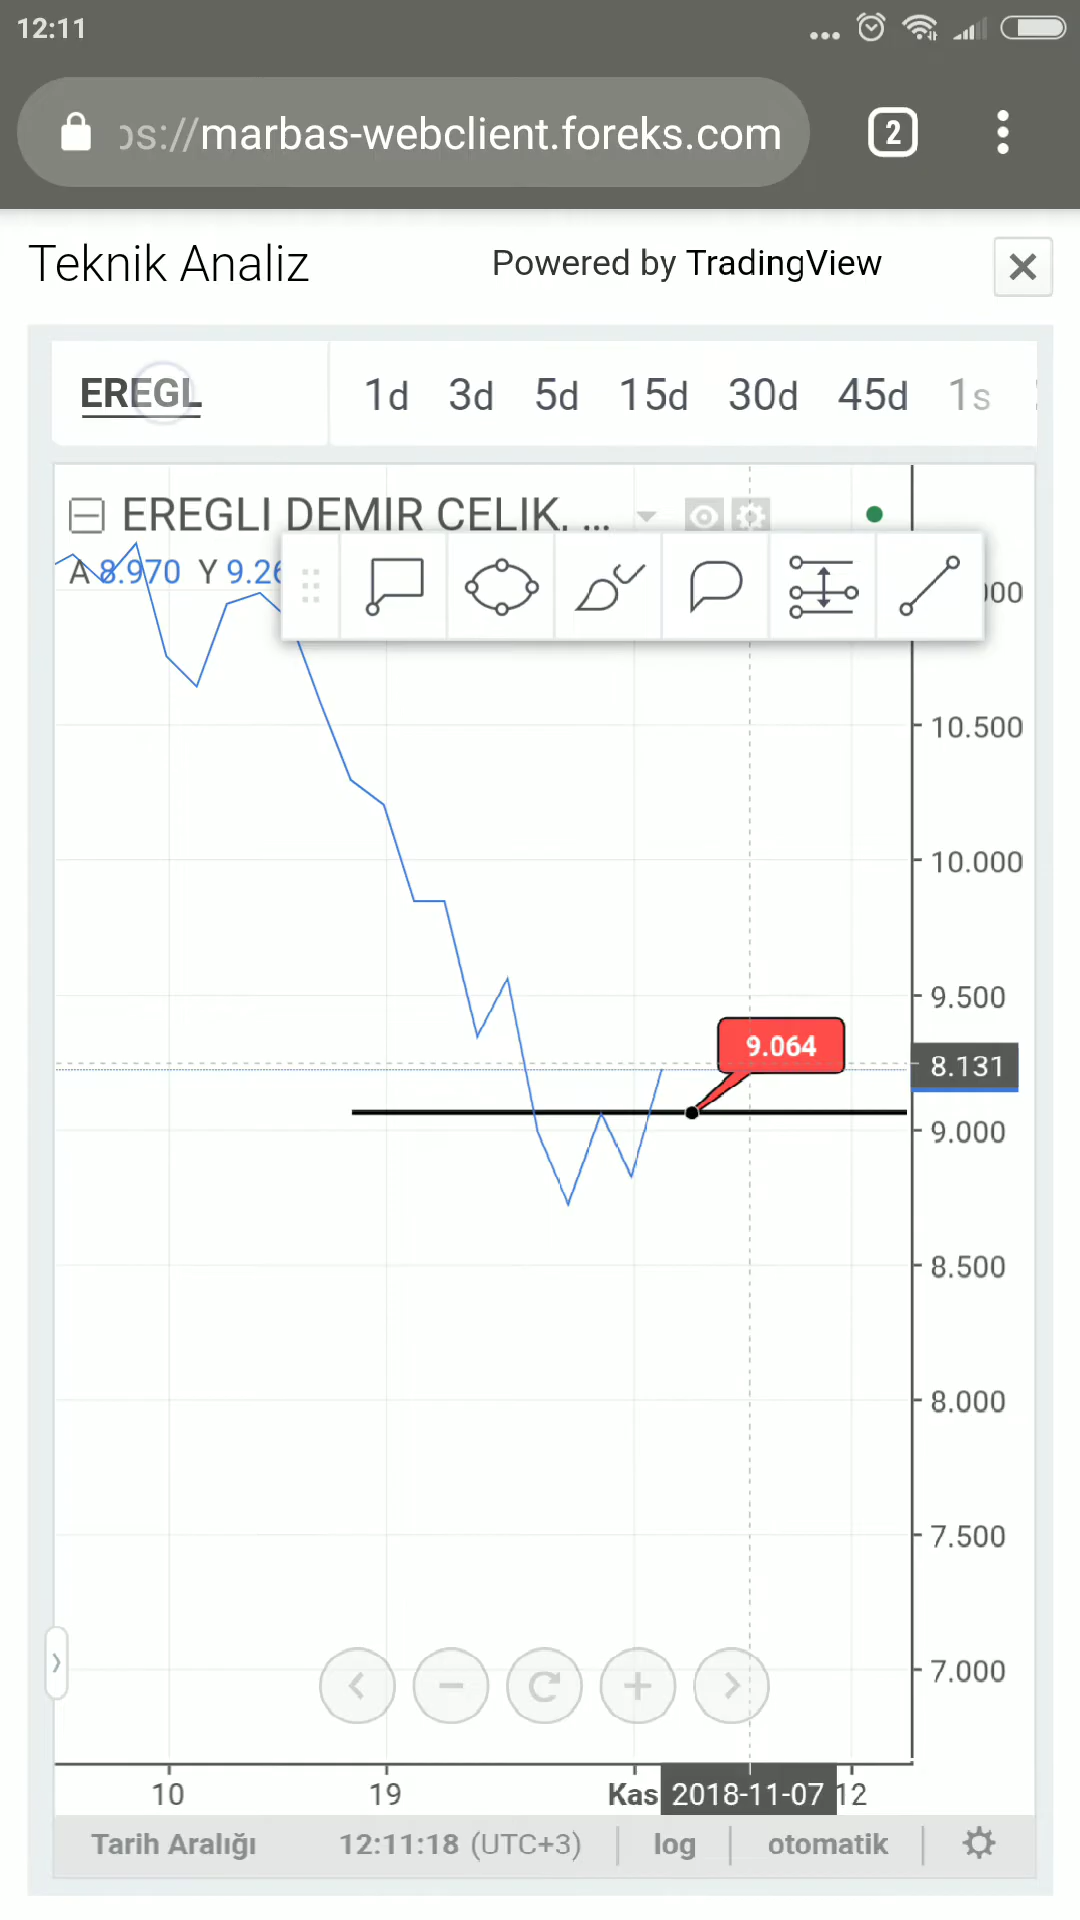 12:11
ps://marbas-webclient.foreks.com
2
Teknik Analiz
Powered by TradingView
EREGL
1d 3d 5d 15d 30d 45d 1s
EREGLI DEMIR CELIK, ...
A 8.970 Y 9.26
10.500
10.000
9.500
9.064
8.131
9.000
8.500
8.000
7.500
7.000
10 19 Kas 2018-11-07 12
Tarih Aralığı 12:11:18 (UTC+3) log otomatik